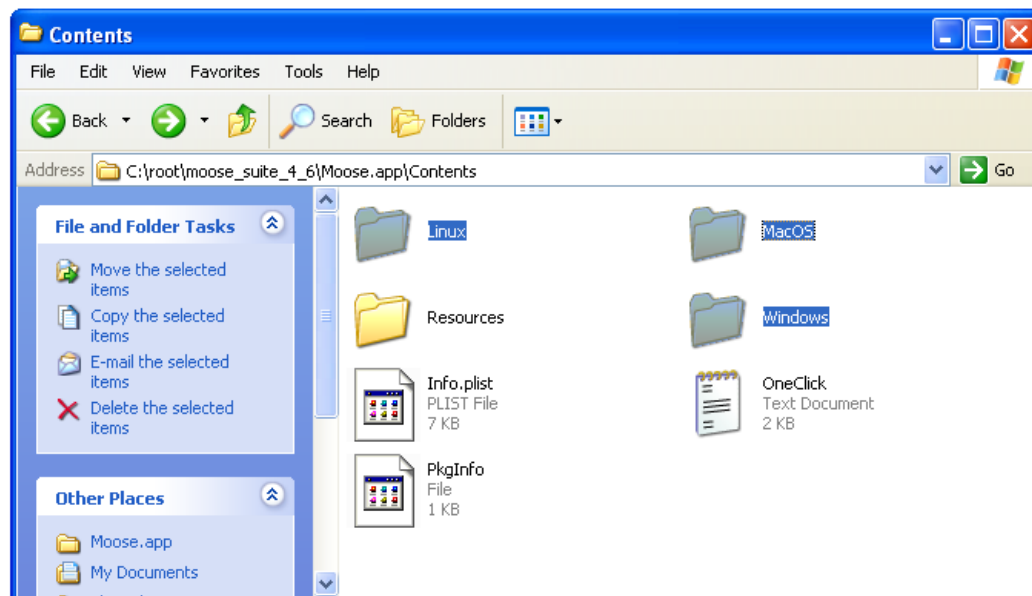 Contents
File Edit View Favorites Tools Help
Back Search Folders
Address C:\root\moose_suite_4_6\Moose.app\Contents Go
File and Folder Tasks
Move the selected
items
Copy the selected
items
E-mail the selected
items
Delete the selected
items
Other Places
Moose.app
My Documents
Linux
MacOS
Resources
Windows
Info.plist
PLIST File
7 KB
OneClick
Text Document
2 KB
PkgInfo
File
1 KB